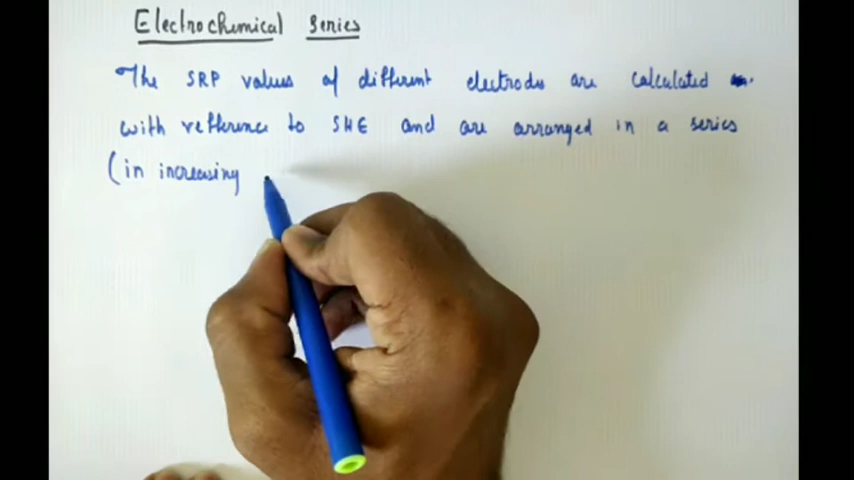 Electrochemical Series
The SRP values of different electrodes are calculated
with refference to SHE and are arranged in a series
(in increasing